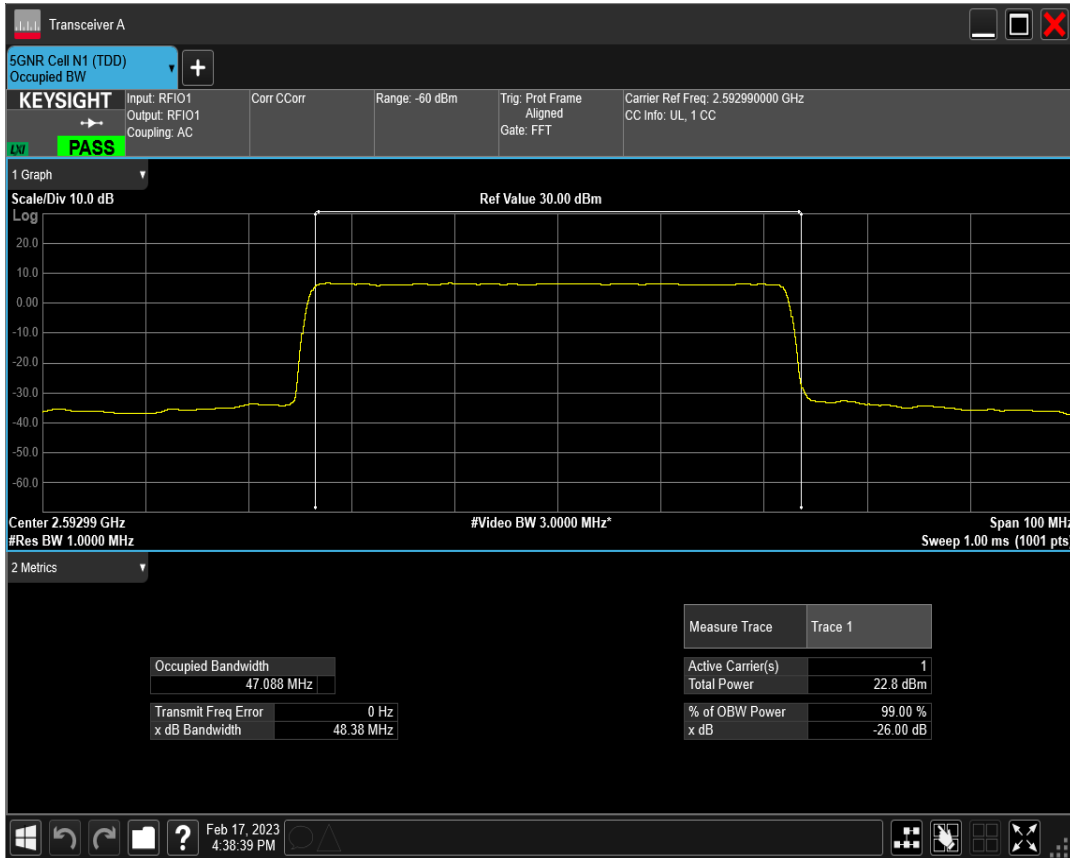 Transceiver A
5GNR Cell N1 (TDD)
Occupied BW
+
KEYSIGHT
LXI
PASS
Input: RFIO1
Output: RFIO1
Coupling: AC
Corr CCorr
Range: -60 dBm
Trig: Prot Frame
Aligned
Gate: FFT
Carrier Ref Freq: 2.592990000 GHz
CC Info: UL, 1 CC
1 Graph
Scale/Div 10.0 dB
Ref Value 30.00 dBm
Log
20.0
10.0
0.00
-10.0
-20.0
-30.0
-40.0
-50.0
-60.0
Center 2.59299 GHz
#Video BW 3.0000 MHz*
Span 100 MHz
#Res BW 1.0000 MHz
Sweep 1.00 ms (1001 pts)
2 Metrics
Measure Trace Trace 1
Occupied Bandwidth
47.088 MHz
Active Carrier(s) 1
Total Power 22.8 dBm
Transmit Freq Error 0 Hz
x dB Bandwidth 48.38 MHz
% of OBW Power 99.00 %
x dB -26.00 dB
?
Feb 17, 2023
4:38:39 PM